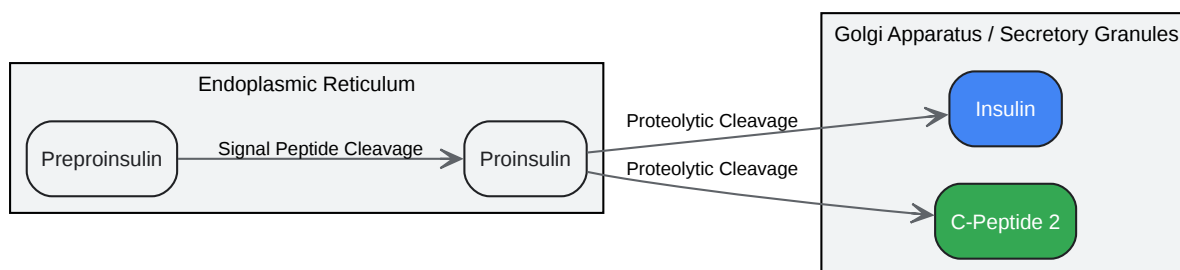 Golgi Apparatus / Secretory Granules
Endoplasmic Reticulum
Preproinsulin
Signal Peptide Cleavage
Proinsulin
Proteolytic Cleavage
Insulin
Proteolytic Cleavage
C-Peptide 2